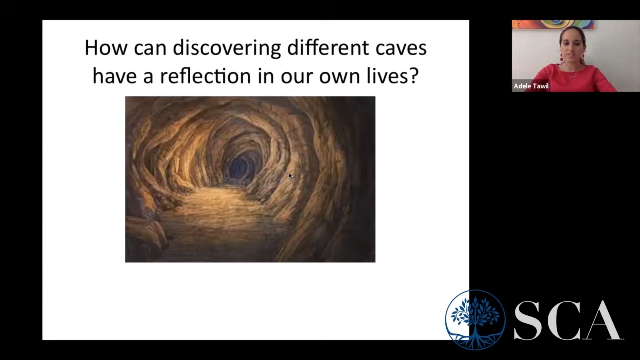 How can discovering different caves
have a reflection in our own lives?
Adele Tawil
SCA